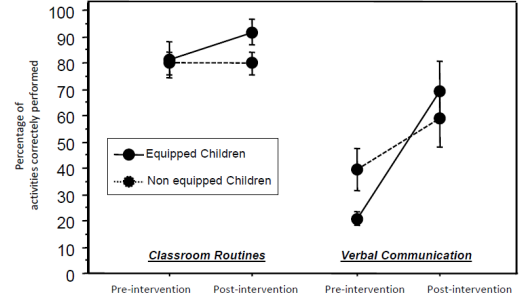 Percentage of
activities correctely performed
100
90
80
70
60
50
40
30
20
10
0
Equipped Children
Non equipped Children
Classroom Routines
Verbal Communication
Pre-intervention
Post-intervention
Pre-intervention
Post-intervention